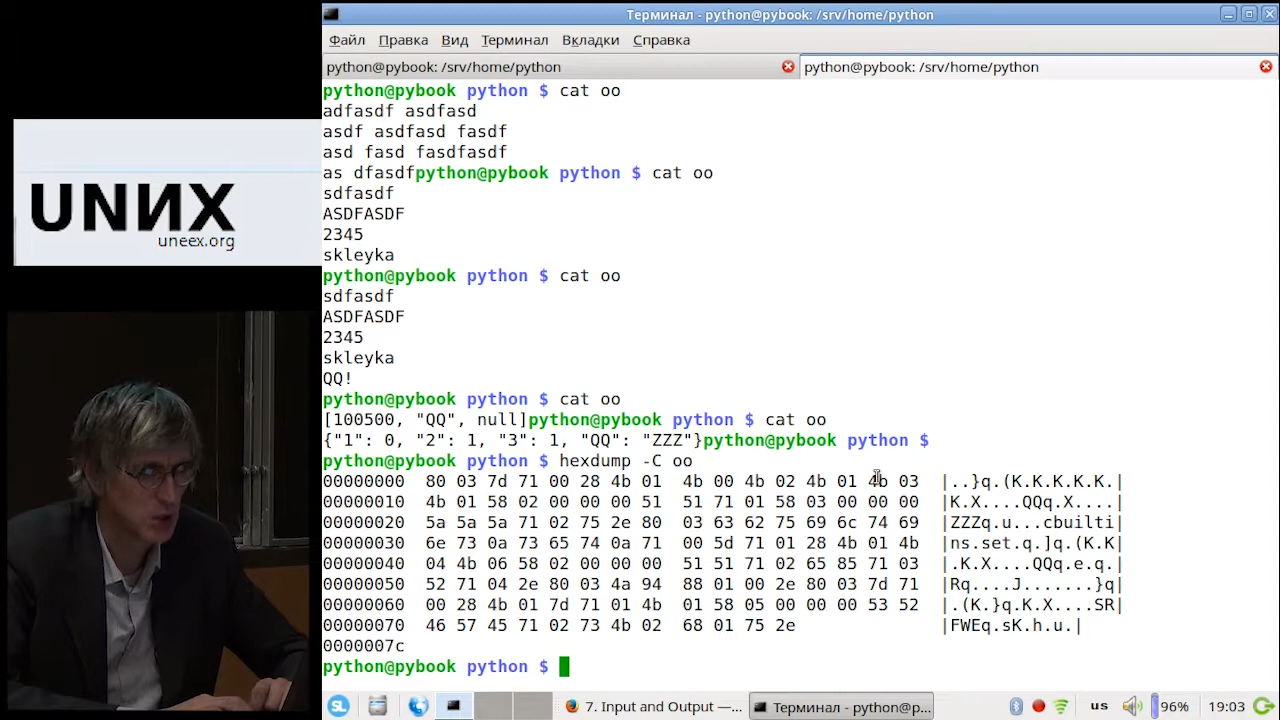 Терминал - python@pybook: /srv/home/python
Файл Правка Вид Терминал Вкладки Справка
python@pybook: /srv/home/python python@pybook: /srv/home/python
python@pybook python $ cat oo
adfasdf asdfasd
asdf asdfasd fasdf
asd fasd fasdfasdf
as dfasdfpython@pybook python $ cat oo
sdfasdf
ASDFASDF
2345
skleyka
python@pybook python $ cat oo
sdfasdf
ASDFASDF
2345
skleyka
QQ!
python@pybook python $ cat oo
[100500, "QQ", null]python@pybook python $ cat oo
{"1": 0, "2": 1, "3": 1, "QQ": "ZZZ"}python@pybook python $
python@pybook python $ hexdump -C oo
00000000 80 03 7d 71 00 28 4b 01 4b 00 4b 02 4b 01 4b 03 |..}q.(K.K.K.K.K.|
00000010 4b 01 58 02 00 00 00 51 51 71 01 58 03 00 00 00 |K.X....QQq.X....|
00000020 5a 5a 5a 71 02 75 2e 80 03 63 62 75 69 6c 74 69 |ZZZq.u...cbuilti|
00000030 6e 73 0a 73 65 74 0a 71 00 5d 71 01 28 4b 01 4b |ns.set.q.]q.(K.K|
00000040 04 4b 06 58 02 00 00 00 51 51 71 02 65 85 71 03 |.K.X....QQq.e.q.|
00000050 52 71 04 2e 80 03 4a 94 88 01 00 2e 80 03 7d 71 |Rq....J.......}q|
00000060 00 28 4b 01 7d 71 01 4b 01 58 05 00 00 00 53 52 |.(K.}q.K.X....SR|
00000070 46 57 45 71 02 73 4b 02 68 01 75 2e |FWEq.sK.h.u.|
0000007c
python@pybook python $
UNИX
uneex.org
SL 7. Input and Output —... Терминал - python@p... us 96% 19:03